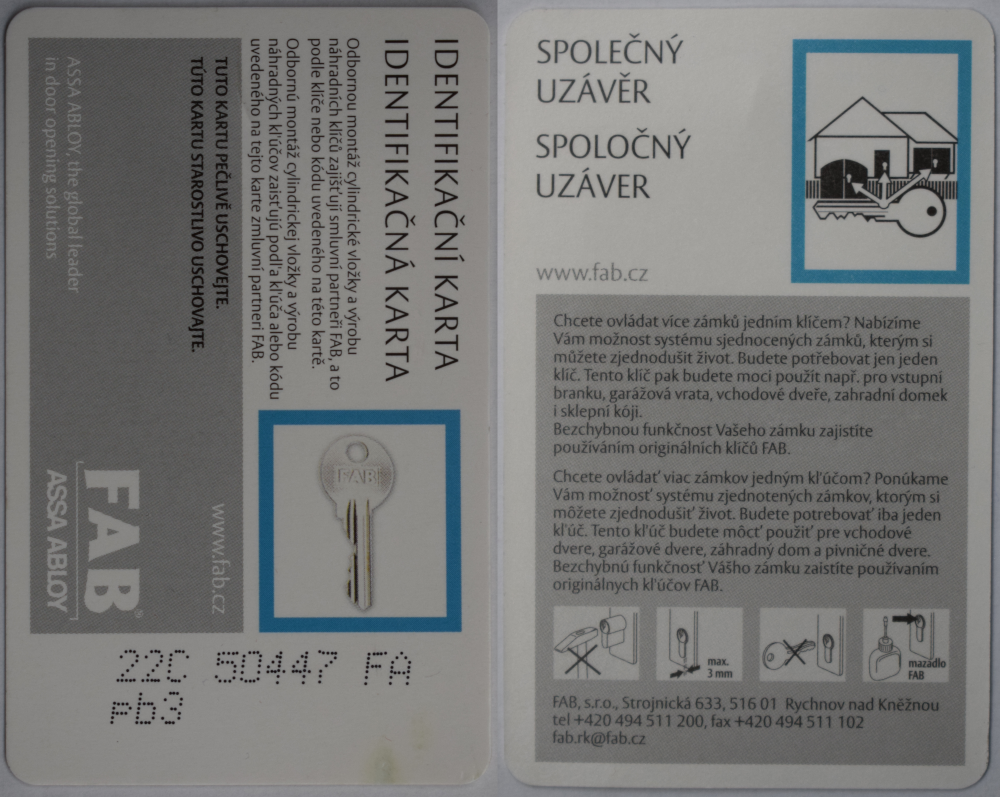 IDENTIFIKAČNÍ KARTA
IDENTIFIKAČNÁ KARTA
Odbornou montáž cylindrické vložky a výrobu
náhradních klíčů zajišťují smluvní partneři FAB, a to
podle klíče nebo kódu uvedeného na této kartě.
Odbornú montáž cylindrickej vložky a výrobu
náhradných kľúčov zaisťujú podľa kľúča alebo kódu
uvedeného na tejto karte zmluvní partneri FAB.
TUTO KARTU PEČLIVĚ USCHOVEJTE.
TÚTO KARTU STAROSTLIVO USCHOVAJTE.
ASSA ABLOY, the global leader
in door opening solutions
FAB
www.fab.cz
FAB®
ASSA ABLOY
22C 50447 FA
pb3
SPOLEČNÝ
UZÁVĚR
SPOLOČNÝ
UZÁVER
www.fab.cz
Chcete ovládat více zámků jedním klíčem? Nabízíme
Vám možnost systému sjednocených zámků, kterým si
můžete zjednodušit život. Budete potřebovat jen jeden
klíč. Tento klíč pak budete moci použít např. pro vstupní
branku, garážová vrata, vchodové dveře, zahradní domek
i sklepní kóji.
Bezchybnou funkčnost Vašeho zámku zajistíte
používáním originálních klíčů FAB.
Chcete ovládať viac zámkov jedným kľúčom? Ponúkame
Vám možnosť systému zjednotených zámkov, ktorým si
môžete zjednodušiť život. Budete potrebovať iba jeden
kľúč. Tento kľúč budete môcť použiť pre vchodové
dvere, garážové dvere, záhradný dom a pivničné dvere.
Bezchybnú funkčnosť Vášho zámku zaistíte používaním
originálnych kľúčov FAB.
max.
3 mm
mazadlo
FAB
FAB, s.r.o., Strojnická 633, 516 01 Rychnov nad Kněžnou
tel +420 494 511 200, fax +420 494 511 102
fab.rk@fab.cz